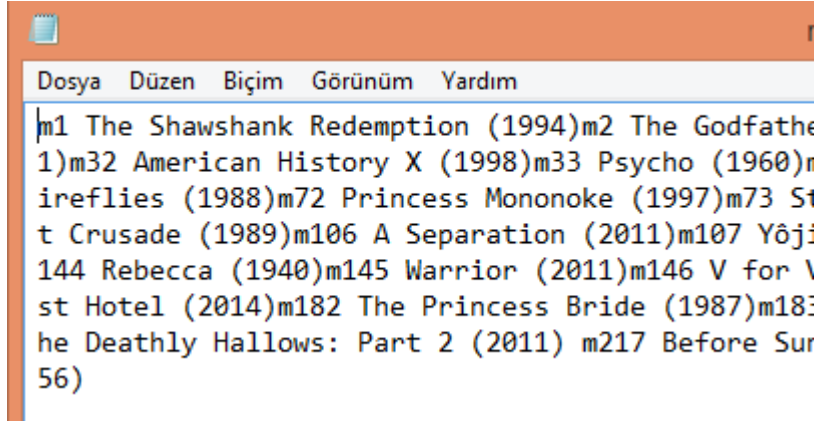 Dosya Düzen Biçim Görünüm Yardım
m1 The Shawshank Redemption (1994)m2 The Godfathe
1)m32 American History X (1998)m33 Psycho (1960)m
ireflies (1988)m72 Princess Mononoke (1997)m73 St
t Crusade (1989)m106 A Separation (2011)m107 Yôji
144 Rebecca (1940)m145 Warrior (2011)m146 V for V
st Hotel (2014)m182 The Princess Bride (1987)m183
he Deathly Hallows: Part 2 (2011) m217 Before Sun
56)